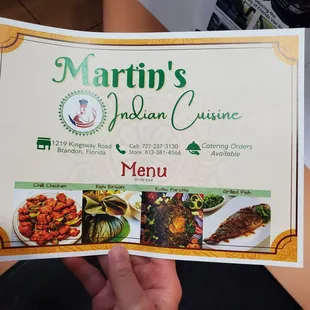 Martin's
Indian Cuisine
1219 Kingsway Road
Brandon, Florida
Cell: 727-237-3130
Store: 813-381-4566
Catering Orders
Available
Menu
Chilli Chicken
Grilled Fish